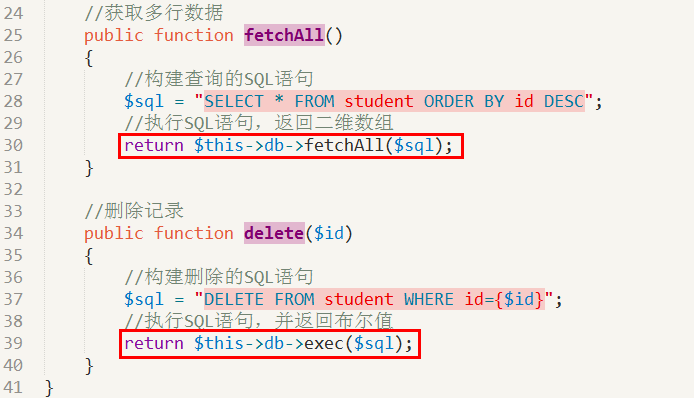 24 //获取多行数据
25 public function fetchAll()
26 {
27 //构建查询的SQL语句
28 $sql = "SELECT * FROM student ORDER BY id DESC";
29 //执行SQL语句，返回二维数组
30 return $this->db->fetchAll($sql);
31 }
32
33 //删除记录
34 public function delete($id)
35 {
36 //构建删除的SQL语句
37 $sql = "DELETE FROM student WHERE id={$id}";
38 //执行SQL语句，并返回布尔值
39 return $this->db->exec($sql);
40 }
41 }